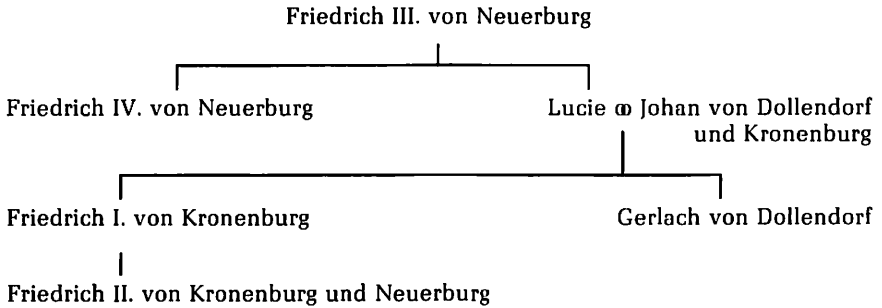 Friedrich III. von Neuerburg
Friedrich IV. von Neuerburg
Lucie ⚭ Johan von Dollendorf
und Kronenburg
Friedrich I. von Kronenburg
Gerlach von Dollendorf
Friedrich II. von Kronenburg und Neuerburg